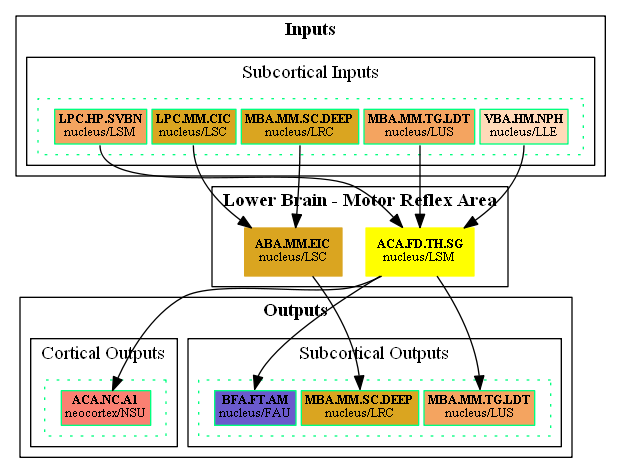 Inputs
Subcortical Inputs
LPC.HP.SVBN
nucleus/LSM
LPC.MM.CIC
nucleus/LSC
MBA.MM.SC.DEEP
nucleus/LRC
MBA.MM.TG.LDT
nucleus/LUS
VBA.HM.NPH
nucleus/LLE
Lower Brain - Motor Reflex Area
ABA.MM.EIC
nucleus/LSC
ACA.FD.TH.SG
nucleus/LSM
Outputs
Cortical Outputs
ACA.NC.A1
neocortex/NSU
Subcortical Outputs
BFA.FT.AM
nucleus/FAU
MBA.MM.SC.DEEP
nucleus/LRC
MBA.MM.TG.LDT
nucleus/LUS